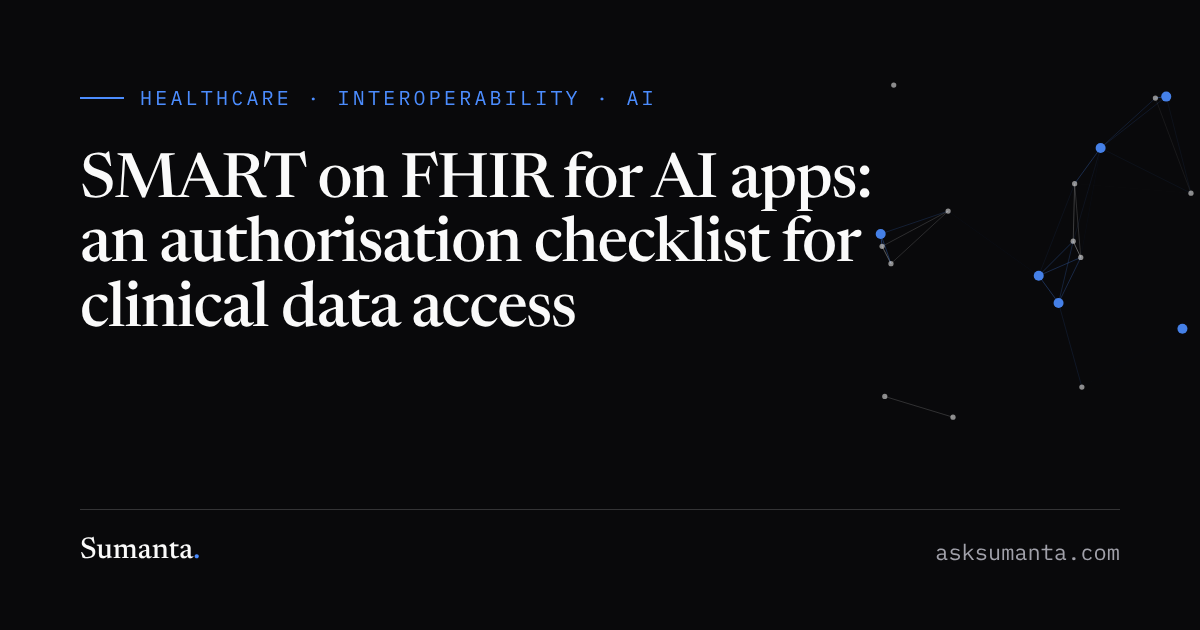 HEALTHCARE · INTEROPERABILITY · AI
SMART on FHIR for AI apps:
an authorisation checklist for
clinical data access
Sumanta.
asksumanta.com